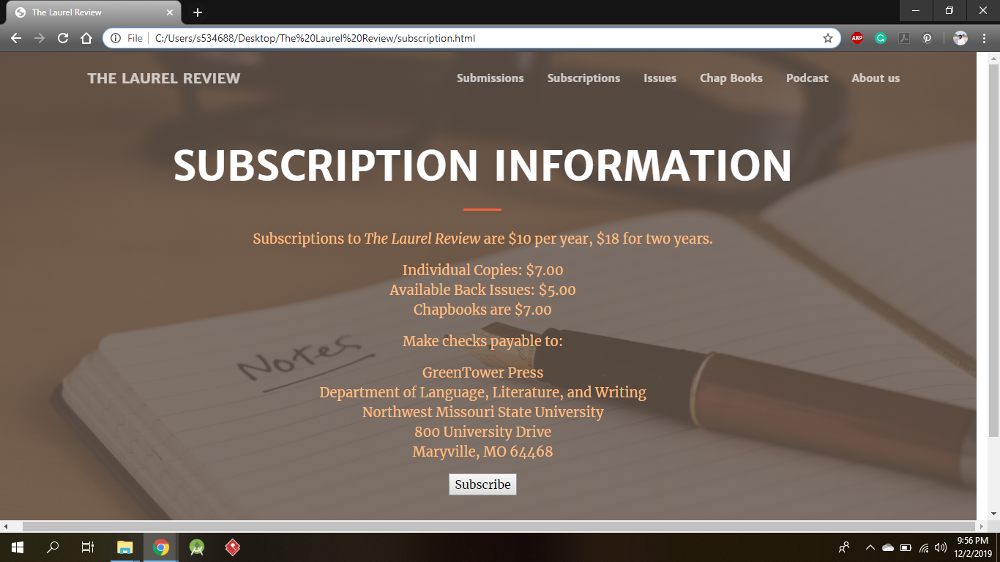 The Laurel Review
File C:/Users/s534688/Desktop/The%20Laurel%20Review/subscription.html
ABP
THE LAUREL REVIEW
Submissions Subscriptions Issues Chap Books Podcast About us
SUBSCRIPTION INFORMATION
Subscriptions to The Laurel Review are $10 per year, $18 for two years.
Individual Copies: $7.00
Available Back Issues: $5.00
Chapbooks are $7.00
Make checks payable to:
Notes
GreenTower Press
Department of Language, Literature, and Writing
Northwest Missouri State University
800 University Drive
Maryville, MO 64468
Subscribe
9:56 PM
12/2/2019